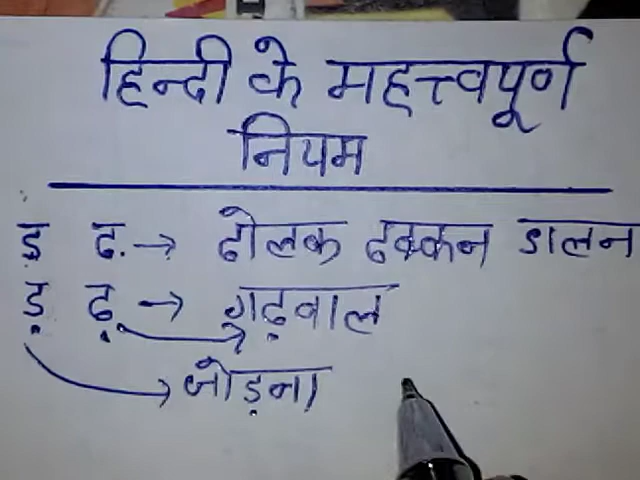 हिन्दी के महत्त्वपूर्ण
नियम
ड ढ → ढोलक ढक्कन डालन
ड़ ढ़ → गढ़वाल
जोड़ना